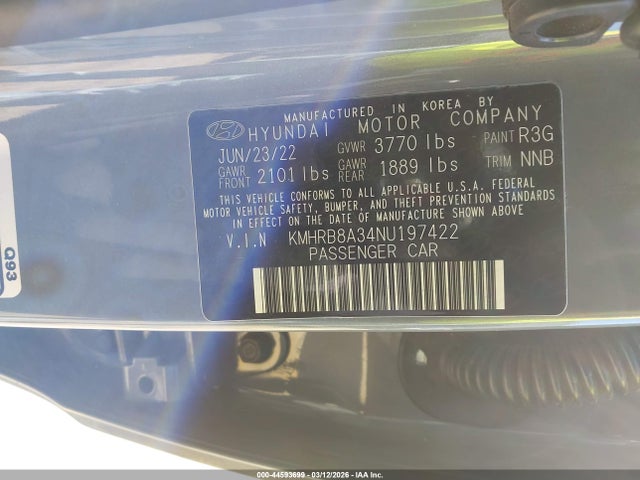 MANUFACTURED IN KOREA BY
HYUNDAI MOTOR COMPANY
JUN/23/22 GVWR 3770 lbs PAINT R3G
GAWR FRONT 2101 lbs GAWR REAR 1889 lbs TRIM NNB
THIS VEHICLE CONFORMS TO ALL APPLICABLE U.S.A. FEDERAL
MOTOR VEHICLE SAFETY, BUMPER, AND THEFT PREVENTION STANDARDS
IN EFFECT ON THE DATE OF MANUFACTURE SHOWN ABOVE
V.I.N KMHRB8A34NU197422
PASSENGER CAR
Q93
000-44593699 - 03/12/2026 - IAA Inc.